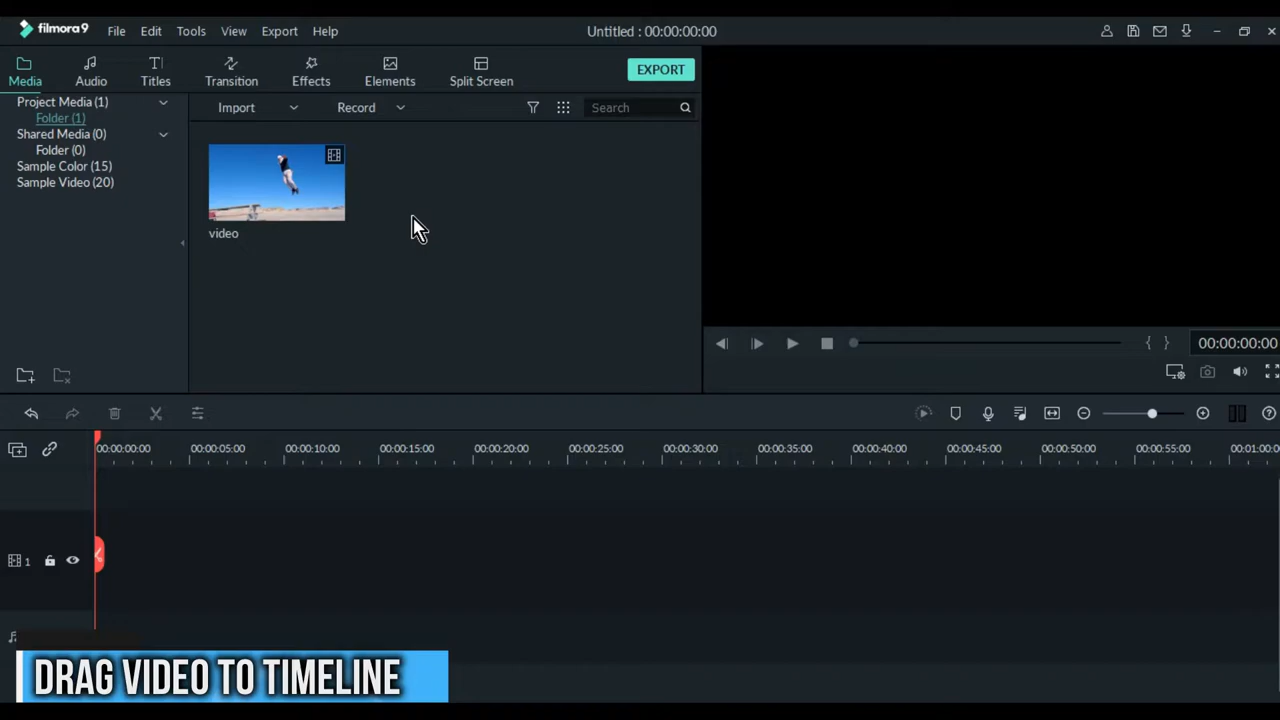 filmora9 File Edit Tools View Export Help Untitled : 00:00:00:00
Media Audio Titles Transition Effects Elements Split Screen EXPORT
Project Media (1)
Folder (1)
Shared Media (0)
Folder (0)
Sample Color (15)
Sample Video (20)
Import Record Search
video
00:00:00:00
00:00:00:00 00:00:05:00 00:00:10:00 00:00:15:00 00:00:20:00 00:00:25:00 00:00:30:00 00:00:35:00 00:00:40:00 00:00:45:00 00:00:50:00 00:00:55:00 00:01:00:0
1
DRAG VIDEO TO TIMELINE